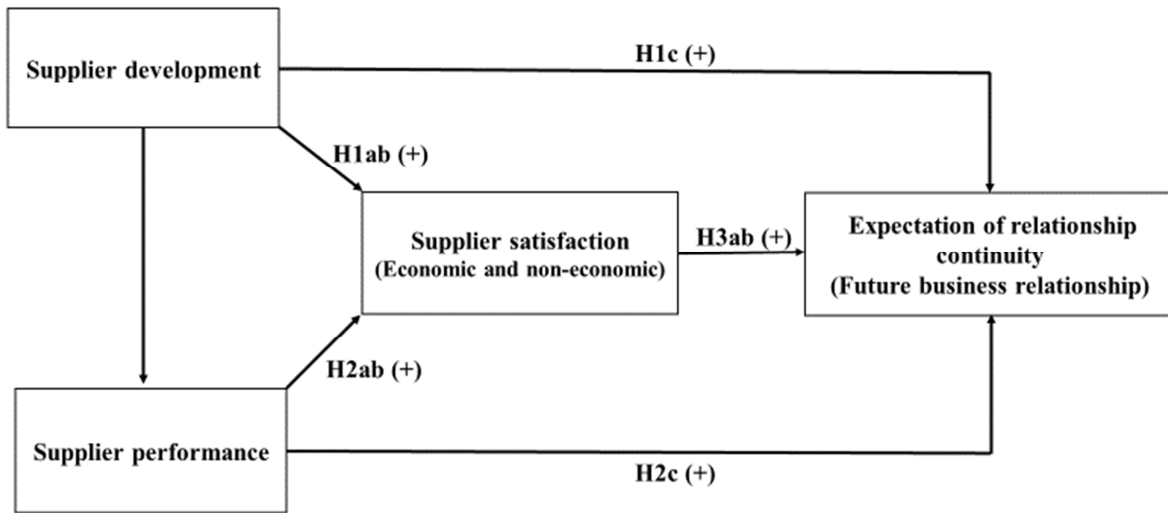 H1c (+)
Supplier development
H1ab (+)
Supplier satisfaction
(Economic and non-economic)
H3ab (+)
Expectation of relationship
continuity
(Future business relationship)
H2ab (+)
Supplier performance
H2c (+)